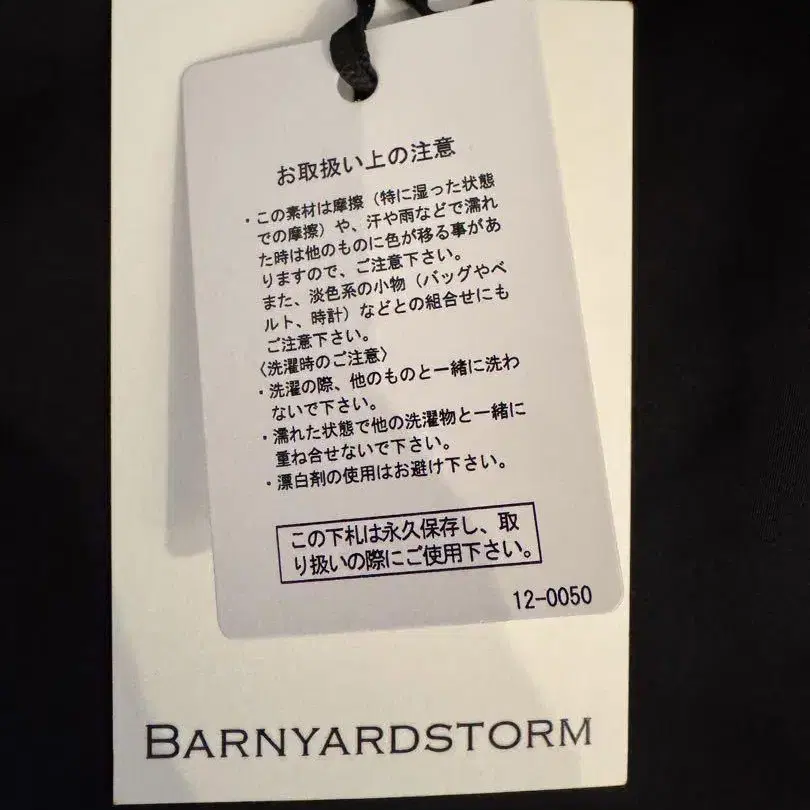 お取扱い上の注意
・この素材は摩擦（特に湿った状態
での摩擦）や、汗や雨などで濡れ
た時は他のものに色が移る事があ
りますので、ご注意下さい。
また、淡色系の小物（バッグやベ
ルト、時計）などとの組合せにも
ご注意下さい。
〈洗濯時のご注意〉
・洗濯の際、他のものと一緒に洗わ
ないで下さい。
・濡れた状態で他の洗濯物と一緒に
重ね合せないで下さい。
・漂白剤の使用はお避け下さい。
この下札は永久保存し、取
り扱いの際にご使用下さい。
12-0050
BARNYARDSTORM